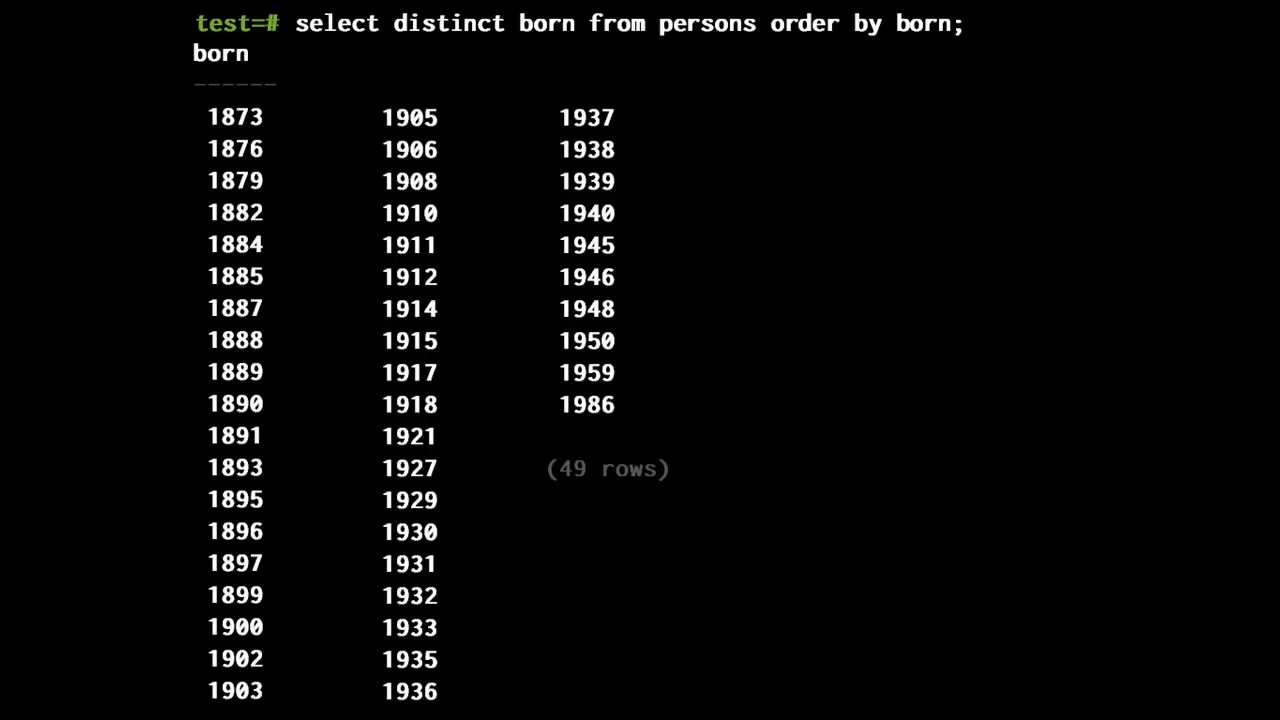 test=# select distinct born from persons order by born;
born
------
1873 1905 1937
1876 1906 1938
1879 1908 1939
1882 1910 1940
1884 1911 1945
1885 1912 1946
1887 1914 1948
1888 1915 1950
1889 1917 1959
1890 1918 1986
1891 1921
1893 1927 (49 rows)
1895 1929
1896 1930
1897 1931
1899 1932
1900 1933
1902 1935
1903 1936